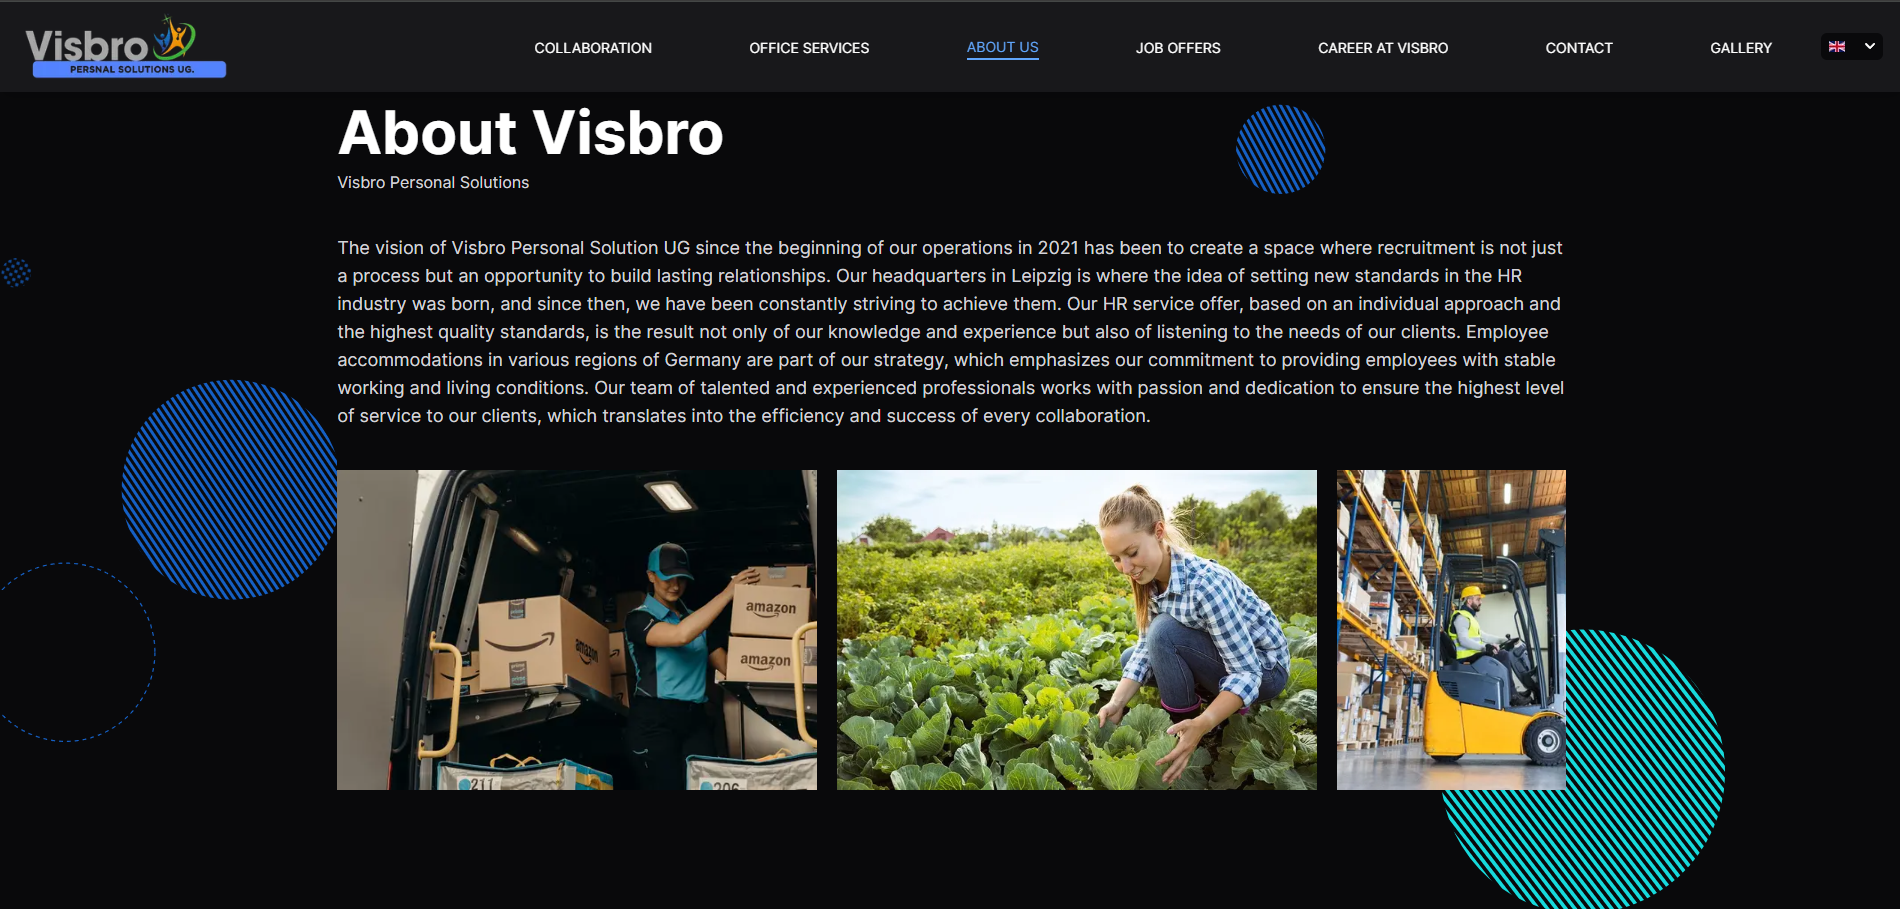 Visbro
PERSNAL SOLUTIONS UG.
COLLABORATION
OFFICE SERVICES
ABOUT US
JOB OFFERS
CAREER AT VISBRO
CONTACT
GALLERY
About Visbro
Visbro Personal Solutions
The vision of Visbro Personal Solution UG since the beginning of our operations in 2021 has been to create a space where recruitment is not just
a process but an opportunity to build lasting relationships. Our headquarters in Leipzig is where the idea of setting new standards in the HR
industry was born, and since then, we have been constantly striving to achieve them. Our HR service offer, based on an individual approach and
the highest quality standards, is the result not only of our knowledge and experience but also of listening to the needs of our clients. Employee
accommodations in various regions of Germany are part of our strategy, which emphasizes our commitment to providing employees with stable
working and living conditions. Our team of talented and experienced professionals works with passion and dedication to ensure the highest level
of service to our clients, which translates into the efficiency and success of every collaboration.
amazon
amazon
amazon
211
206